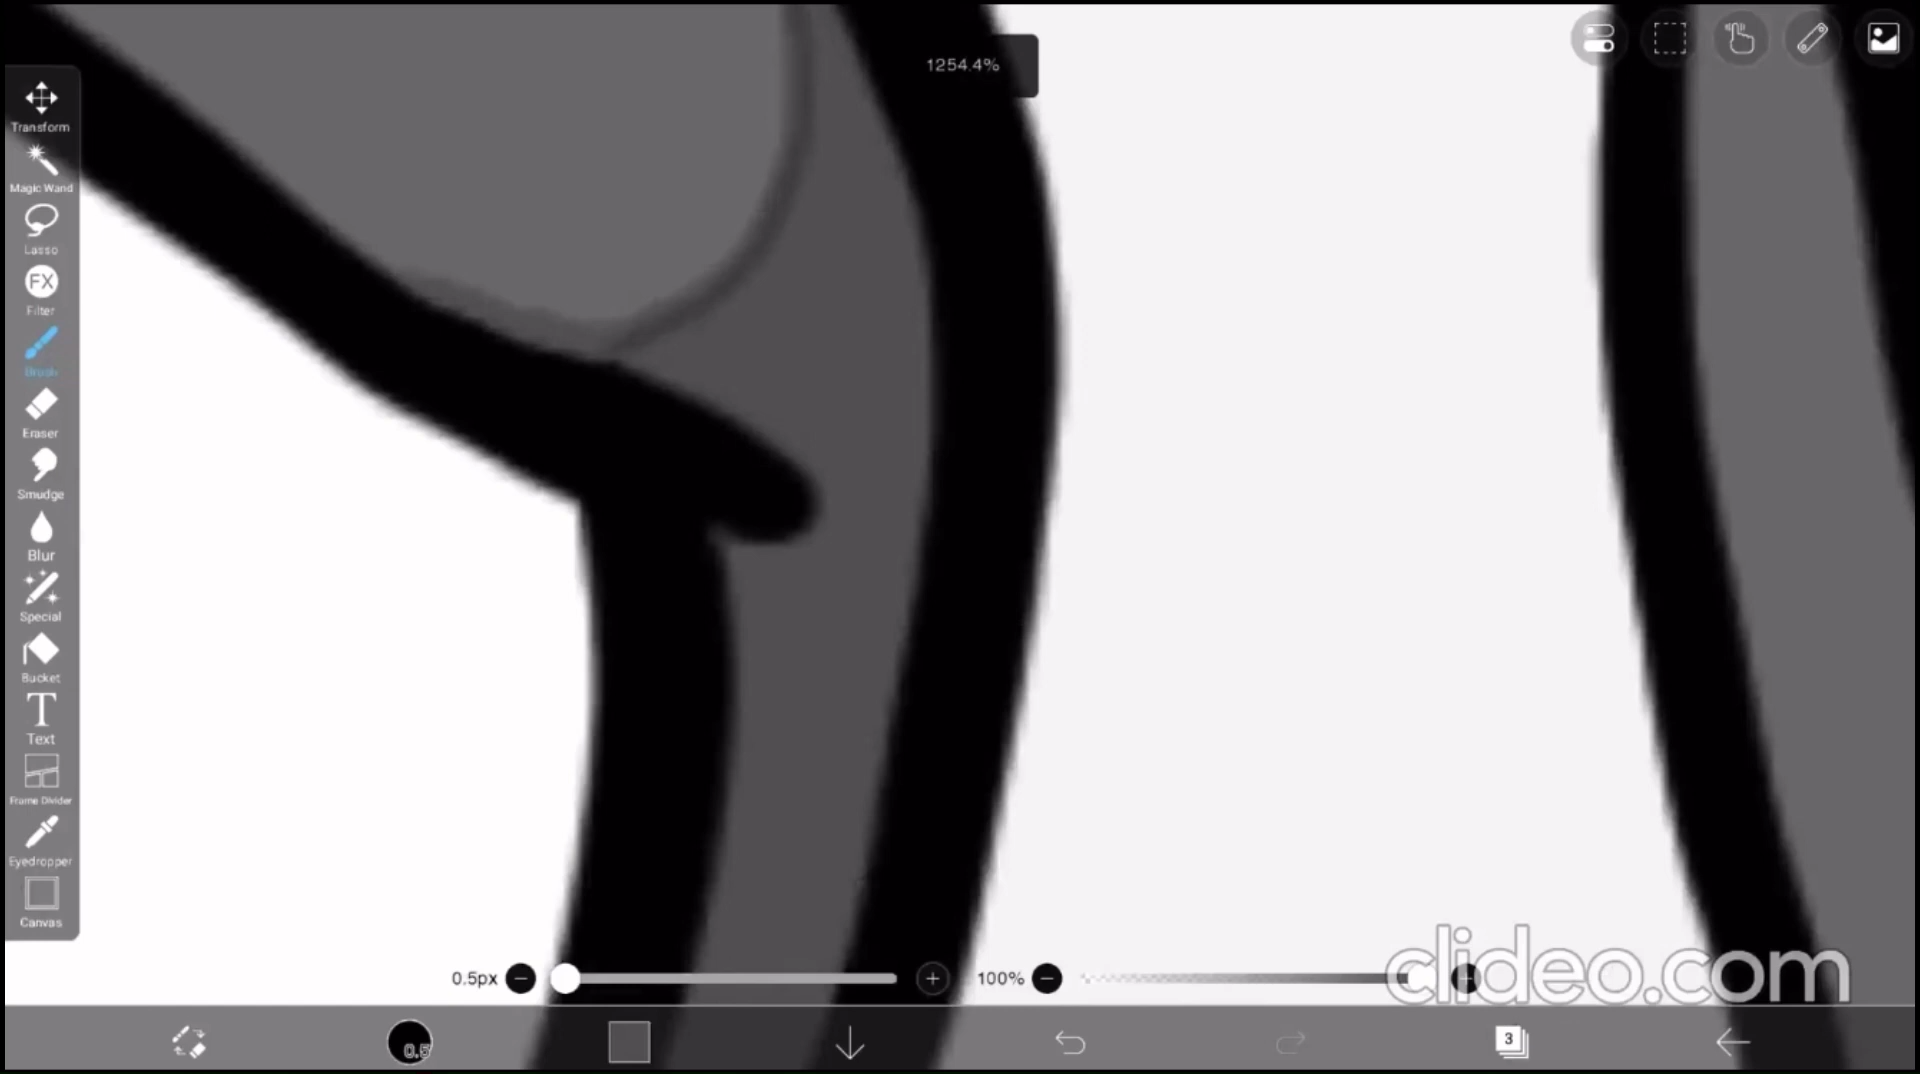 1254.4%
Transform
Magic Wand
Lasso
FX
Filter
Brush
Eraser
Smudge
Blur
Special
Bucket
T
Text
Frame Divider
Eyedropper
Canvas
0.5px
100%
clideo.com
0.5
3